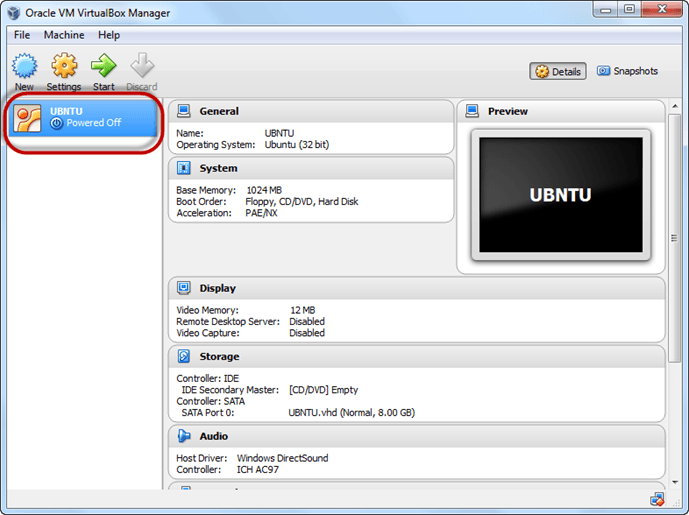 Oracle VM VirtualBox Manager
File Machine Help
New Settings Start Discard
Details Snapshots
UBNTU
Powered Off
General
Name: UBNTU
Operating System: Ubuntu (32 bit)
Preview
UBNTU
System
Base Memory: 1024 MB
Boot Order: Floppy, CD/DVD, Hard Disk
Acceleration: PAE/NX
Display
Video Memory: 12 MB
Remote Desktop Server: Disabled
Video Capture: Disabled
Storage
Controller: IDE
IDE Secondary Master: [CD/DVD] Empty
Controller: SATA
SATA Port 0: UBNTU.vhd (Normal, 8.00 GB)
Audio
Host Driver: Windows DirectSound
Controller: ICH AC97